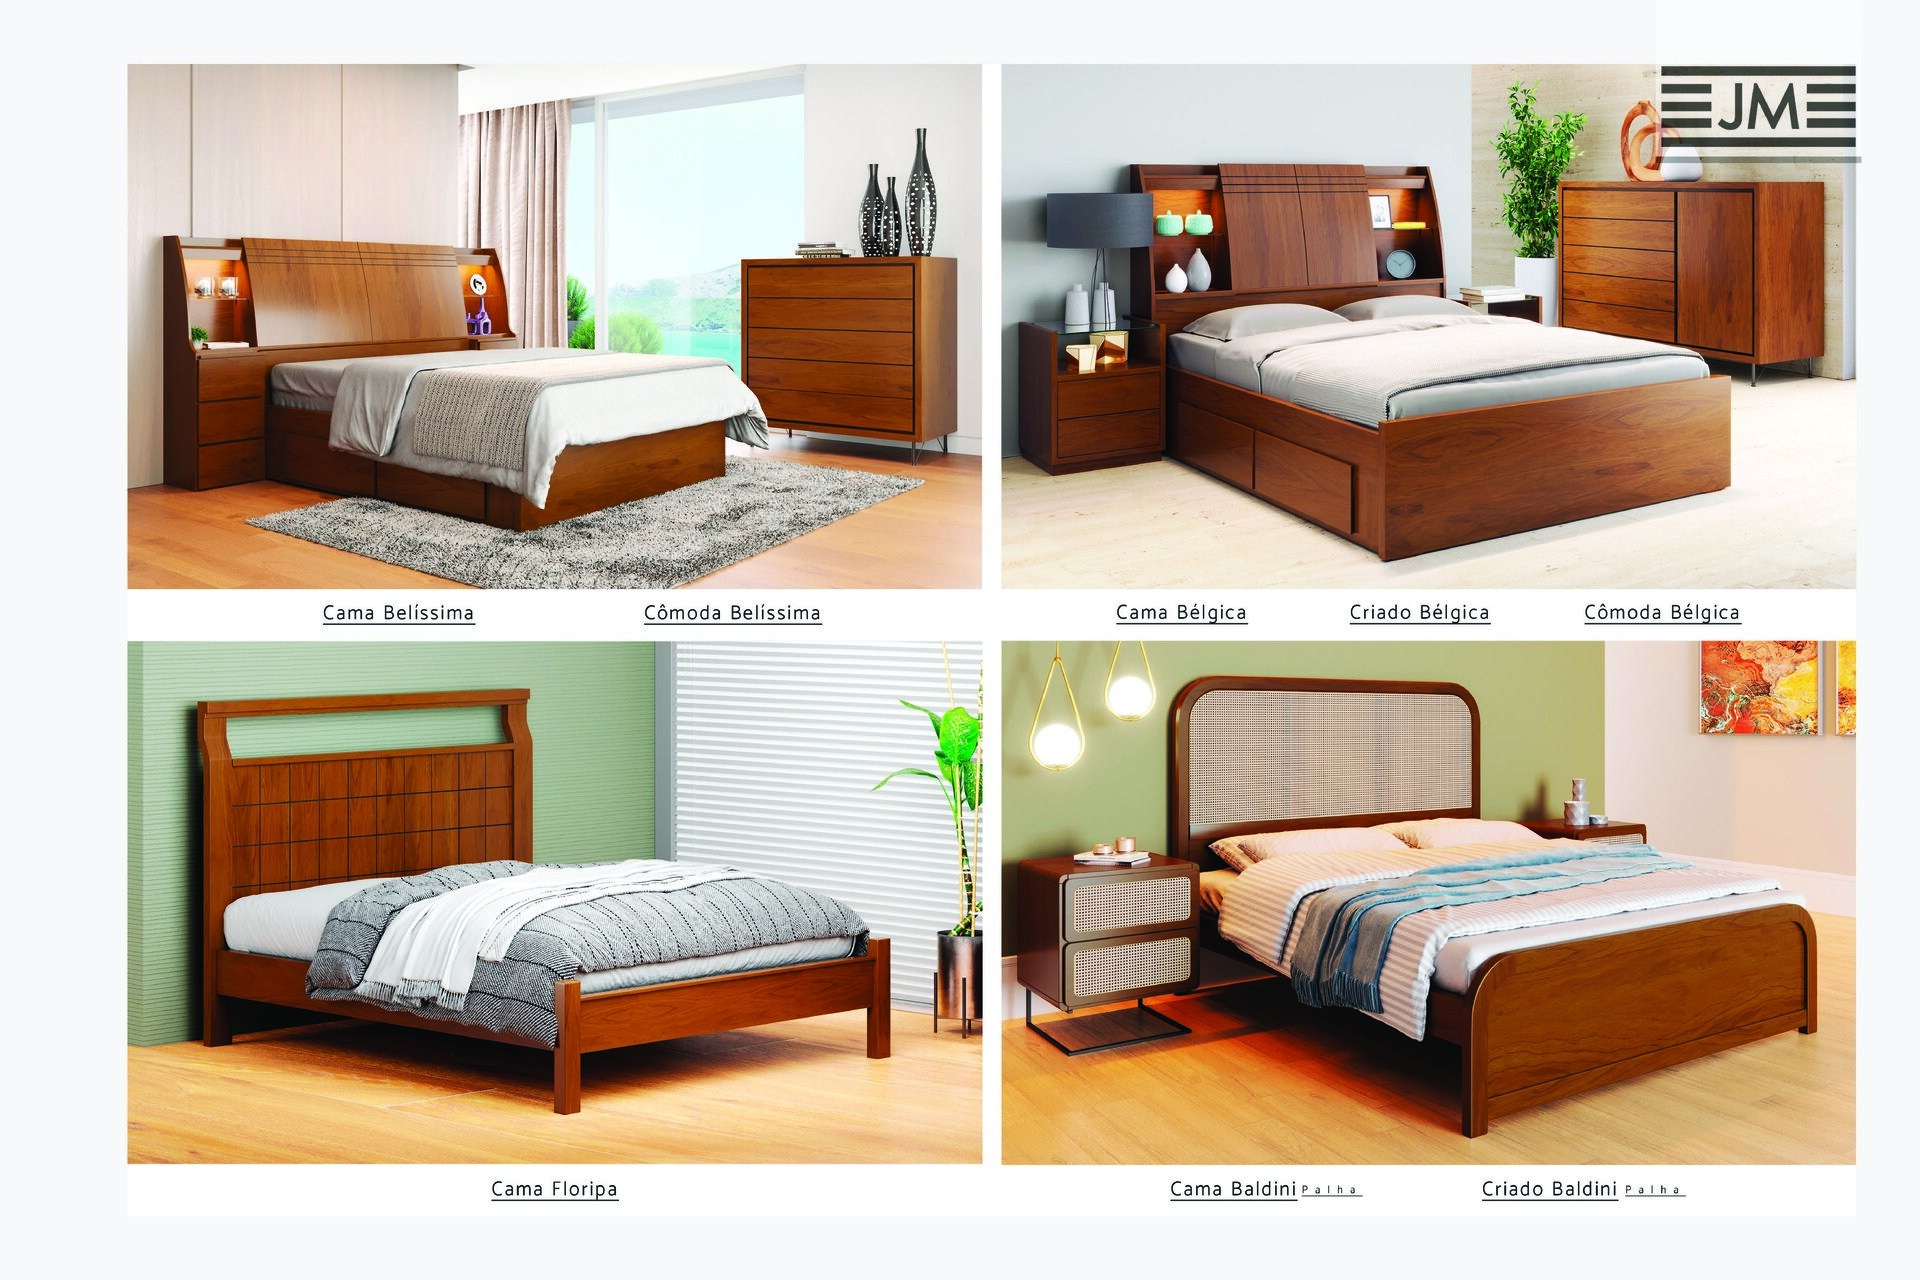 JM
Cama Belíssima
Cômoda Belíssima
Cama Bélgica
Criado Bélgica
Cômoda Bélgica
Cama Floripa
Cama Baldini Palha
Criado Baldini Palha